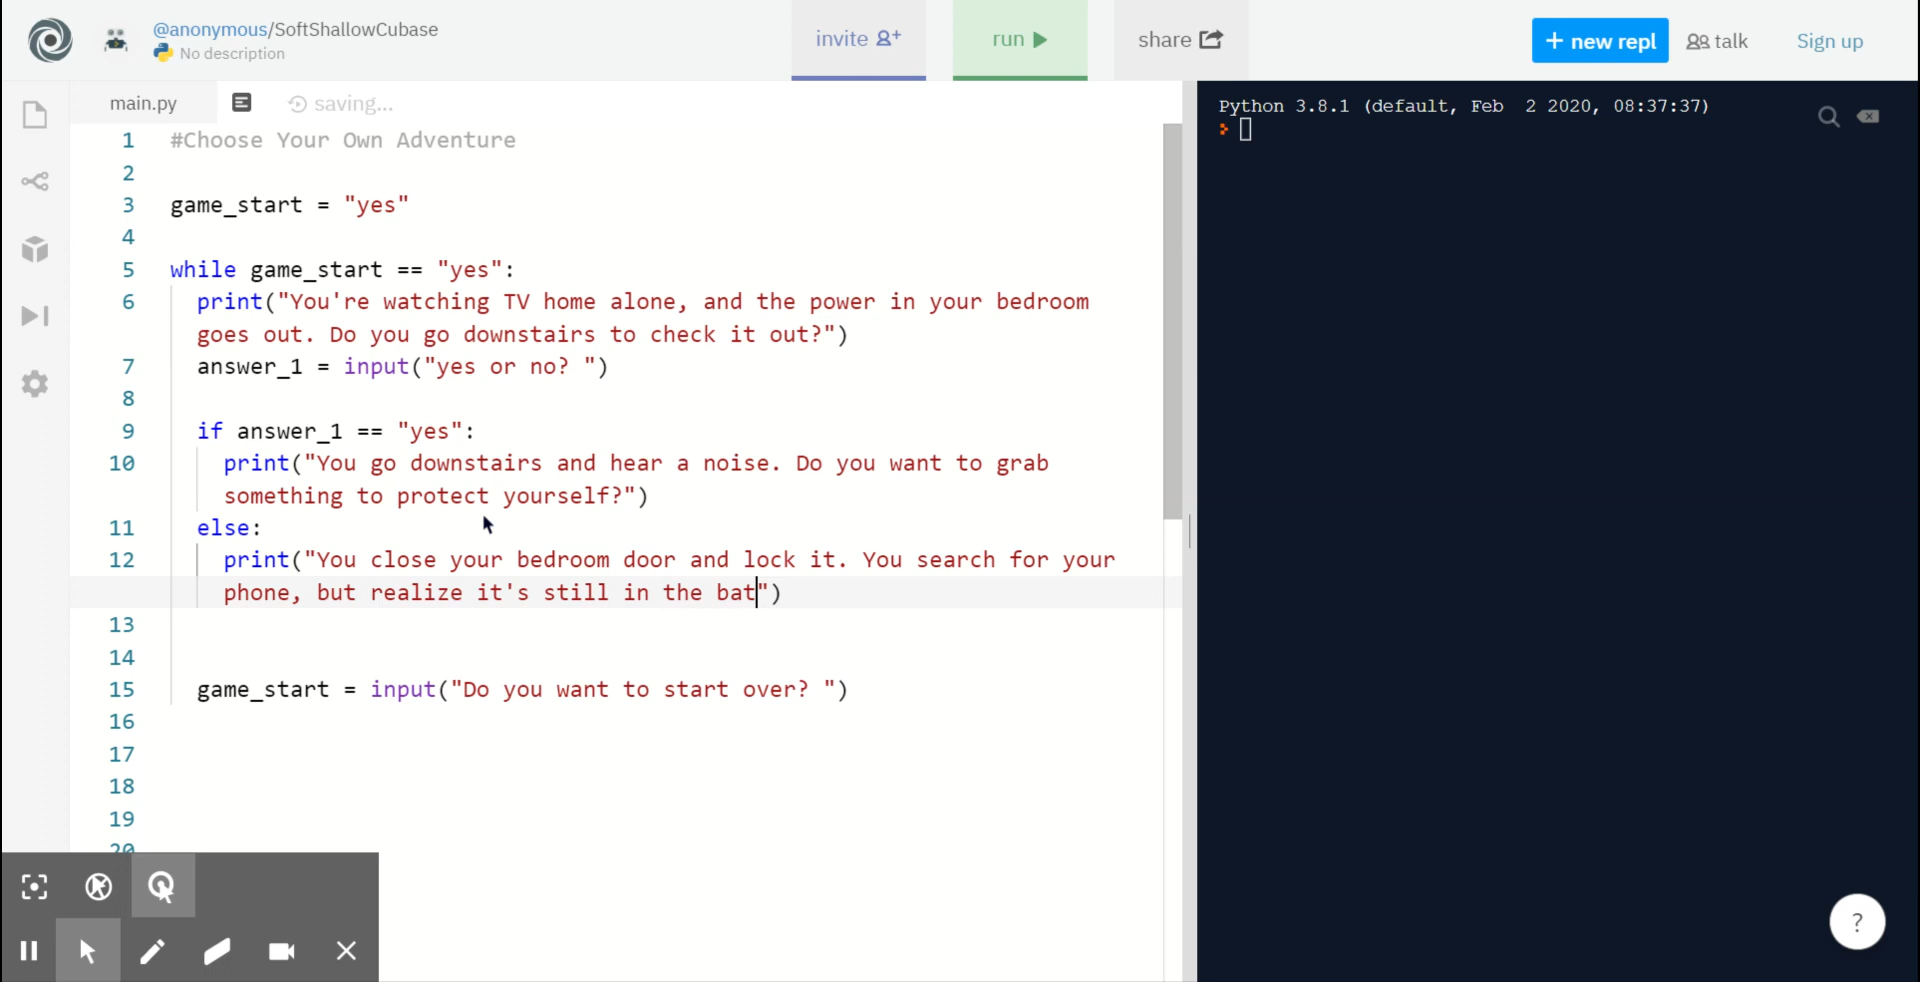 @anonymous/SoftShallowCubase
No description
invite
run
share
+ new repl
talk
Sign up
main.py
saving...
1 #Choose Your Own Adventure
2
3 game_start = "yes"
4
5 while game_start == "yes":
6 print("You're watching TV home alone, and the power in your bedroom
goes out. Do you go downstairs to check it out?")
7 answer_1 = input("yes or no? ")
8
9 if answer_1 == "yes":
10 print("You go downstairs and hear a noise. Do you want to grab
something to protect yourself?")
11 else:
12 print("You close your bedroom door and lock it. You search for your
phone, but realize it's still in the bat")
13
14
15 game_start = input("Do you want to start over? ")
16
17
18
19
20
Python 3.8.1 (default, Feb  2 2020, 08:37:37)
?